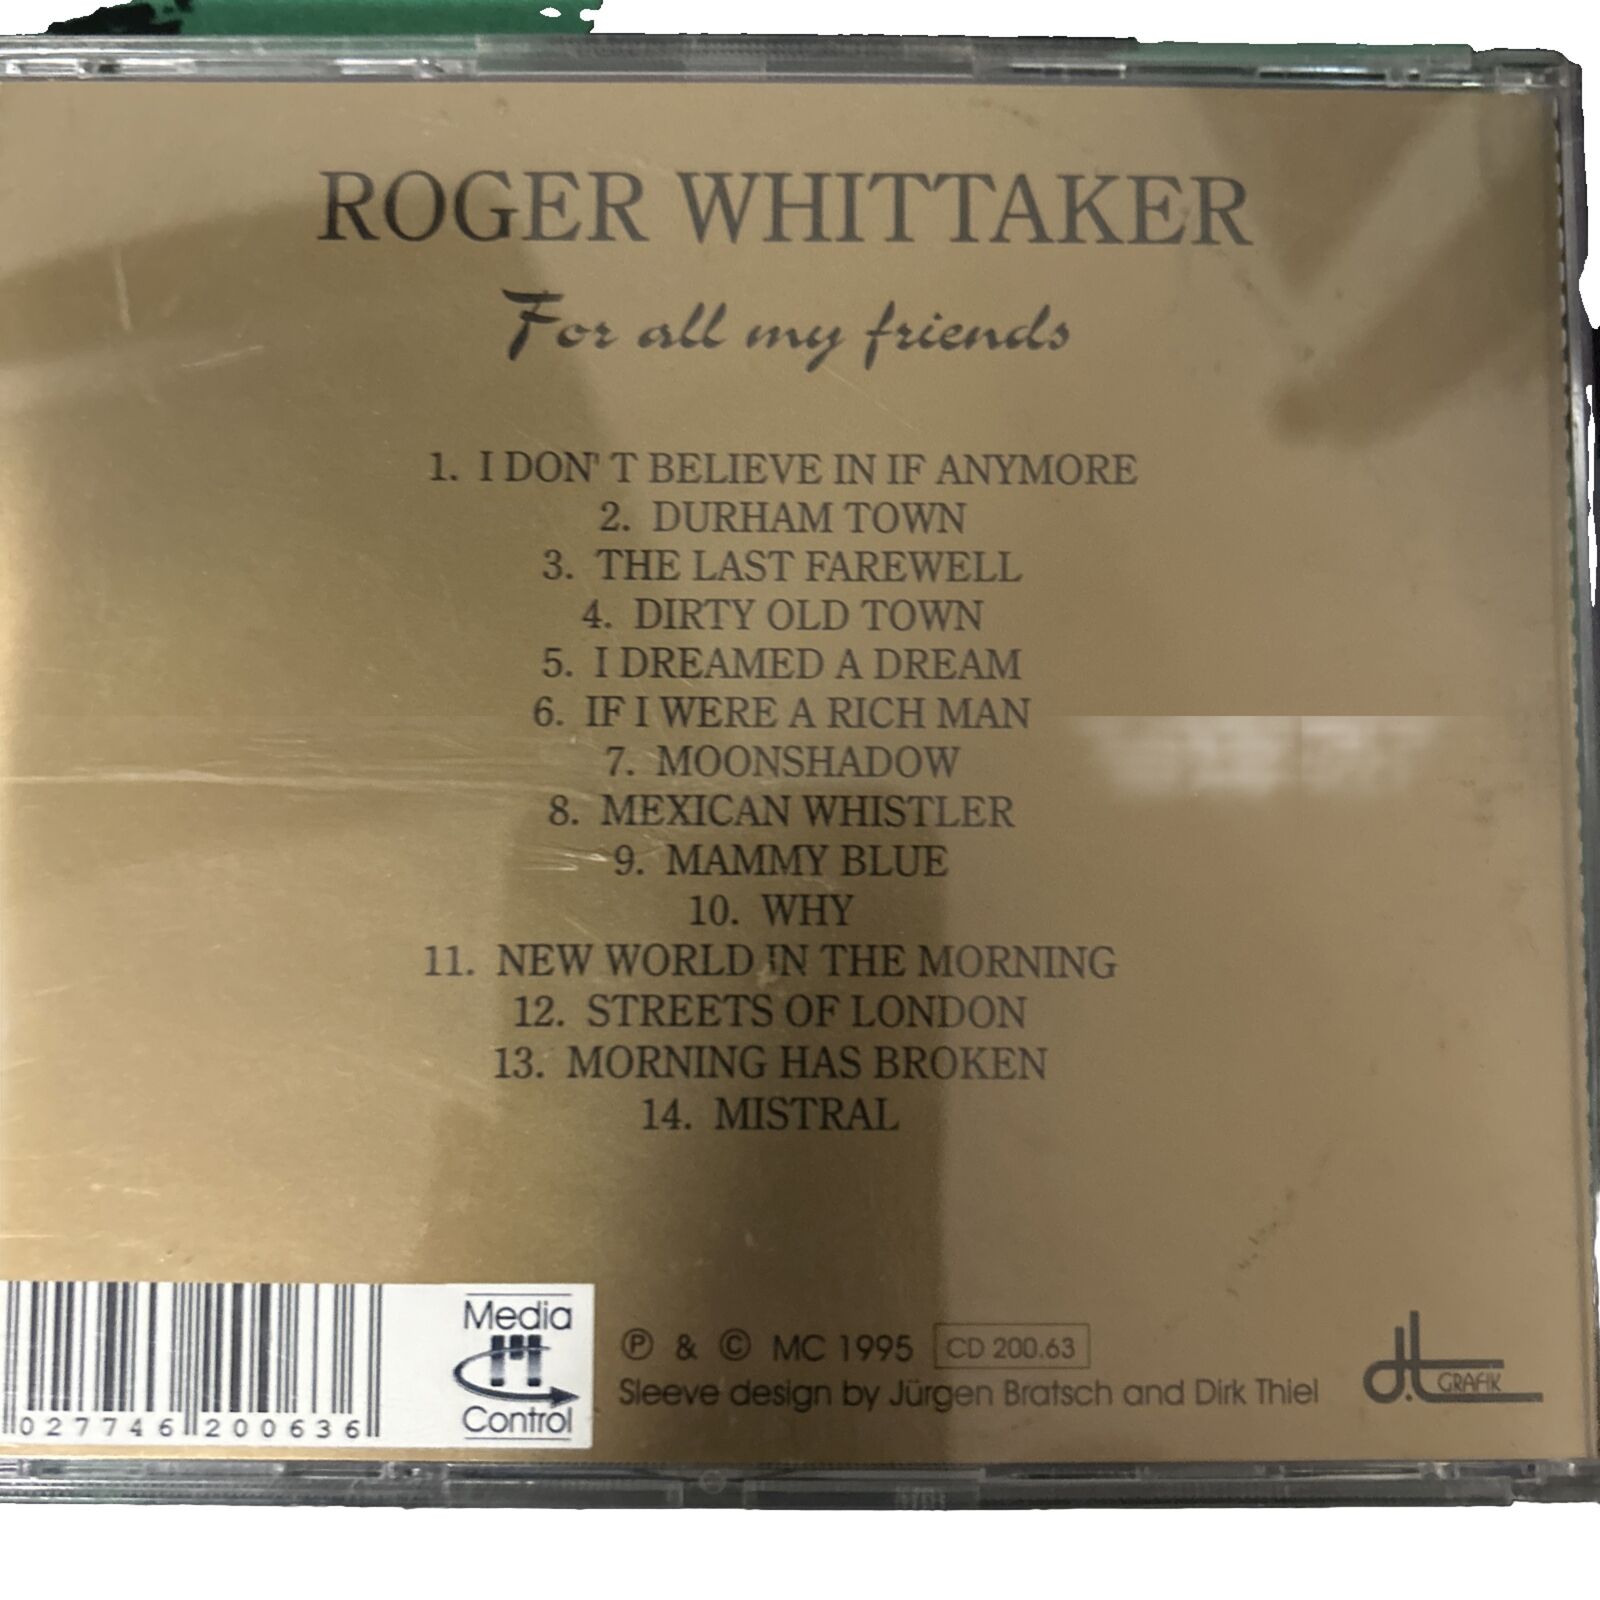 ROGER WHITTAKER
For all my friends
1. I DON'T BELIEVE IN IF ANYMORE
2. DURHAM TOWN
3. THE LAST FAREWELL
4. DIRTY OLD TOWN
5. I DREAMED A DREAM
6. IF I WERE A RICH MAN
7. MOONSHADOW
8. MEXICAN WHISTLER
9. MAMMY BLUE
10. WHY
11. NEW WORLD IN THE MORNING
12. STREETS OF LONDON
13. MORNING HAS BROKEN
14. MISTRAL
027746 200636
Media
Control
℗ & © MC 1995 CD 200.63
Sleeve design by Jürgen Bratsch and Dirk Thiel
d.t GRAFIK